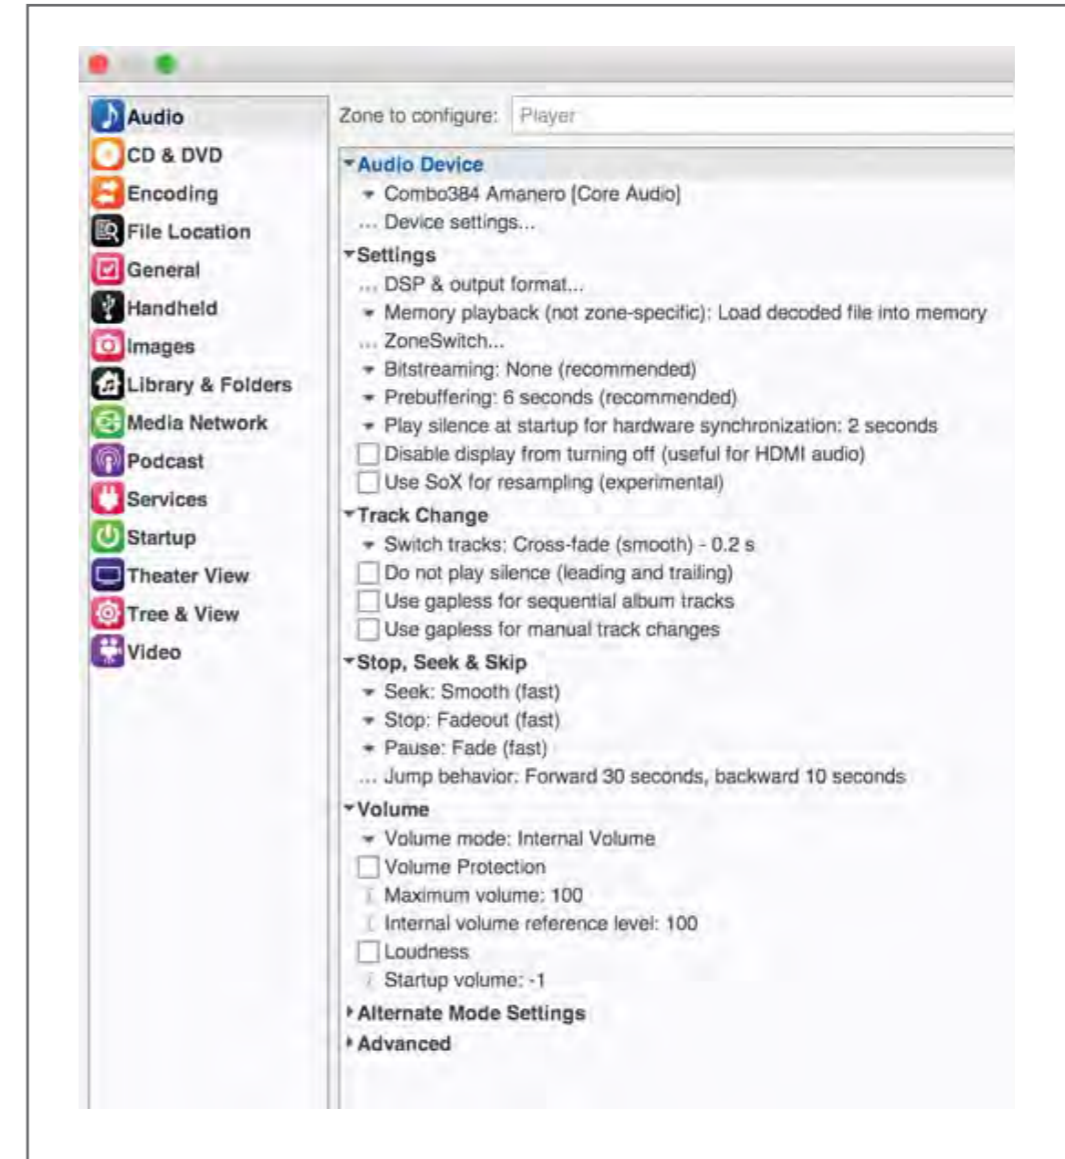 Audio
CD & DVD
Encoding
File Location
General
Handheld
Images
Library & Folders
Media Network
Podcast
Services
Startup
Theater View
Tree & View
Video
Zone to configure: Player
Audio Device
Combo384 Amanero [Core Audio]
... Device settings...
Settings
... DSP & output format...
Memory playback (not zone-specific): Load decoded file into memory
... ZoneSwitch...
Bitstreaming: None (recommended)
Prebuffering: 6 seconds (recommended)
Play silence at startup for hardware synchronization: 2 seconds
Disable display from turning off (useful for HDMI audio)
Use SoX for resampling (experimental)
Track Change
Switch tracks: Cross-fade (smooth) - 0.2 s
Do not play silence (leading and trailing)
Use gapless for sequential album tracks
Use gapless for manual track changes
Stop, Seek & Skip
Seek: Smooth (fast)
Stop: Fadeout (fast)
Pause: Fade (fast)
... Jump behavior: Forward 30 seconds, backward 10 seconds
Volume
Volume mode: Internal Volume
Volume Protection
Maximum volume: 100
Internal volume reference level: 100
Loudness
Startup volume: -1
Alternate Mode Settings
Advanced